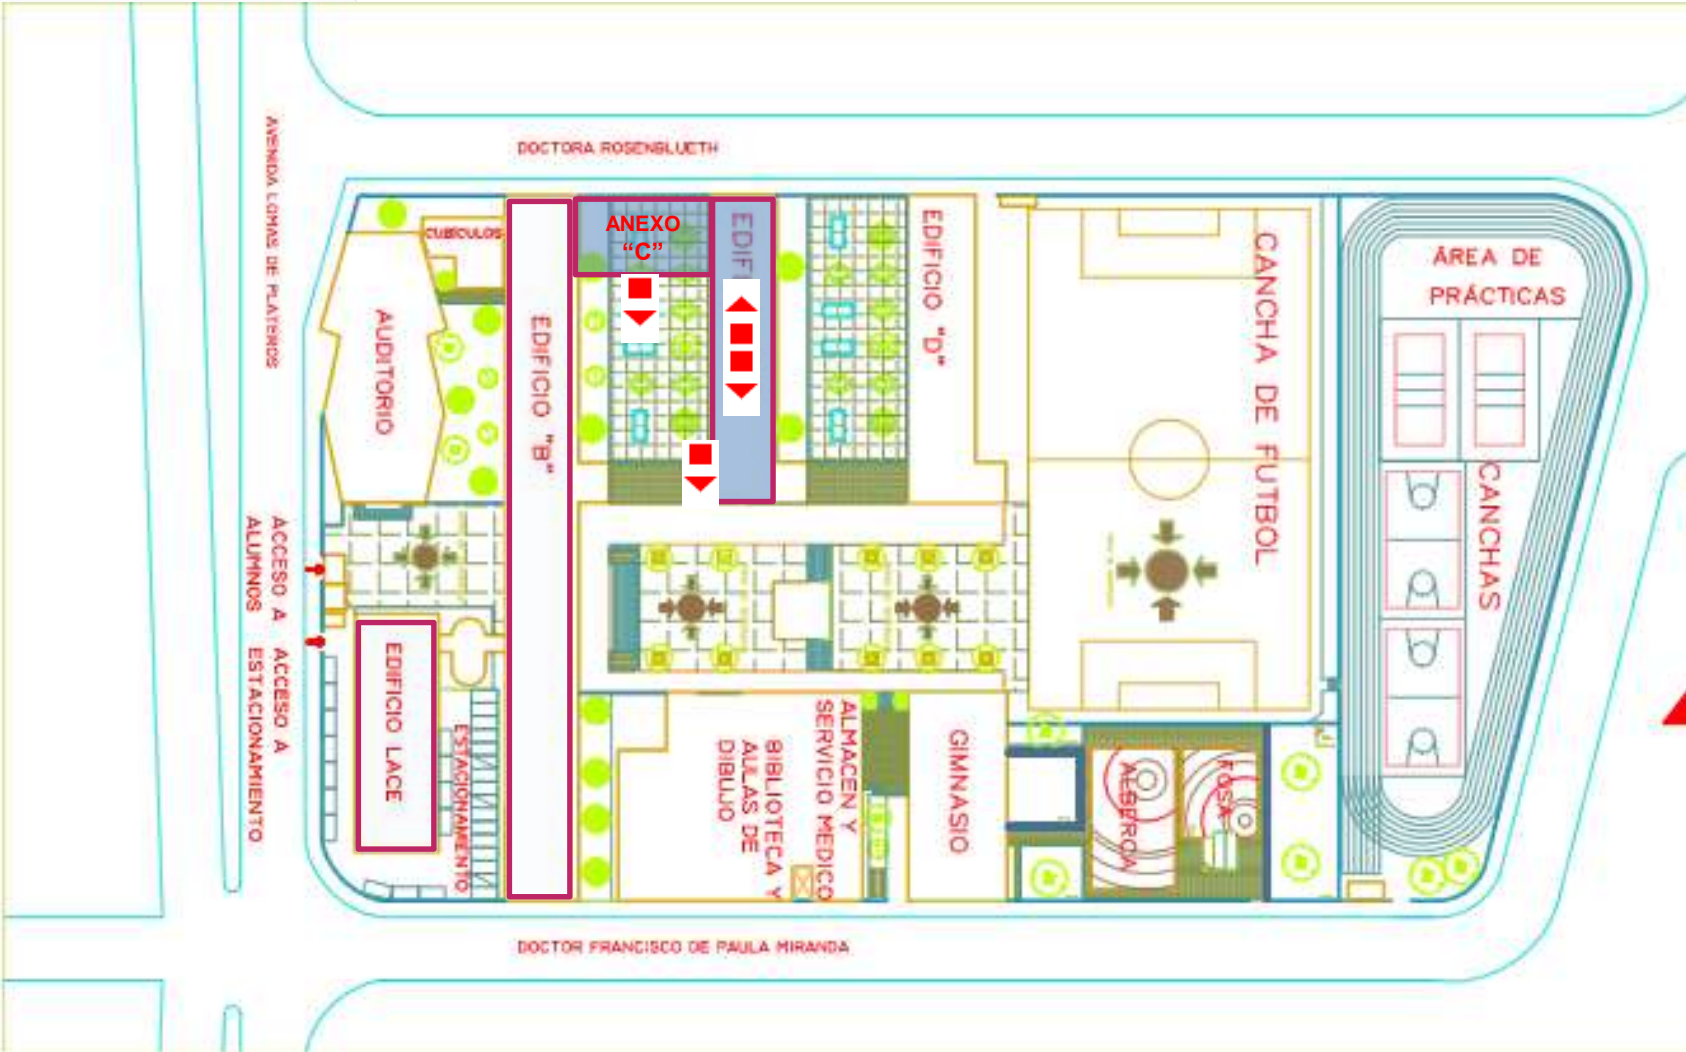 DOCTORA ROSENBLUETH
AVENIDA LOMAS DE PLATEROS
CUBICULOS
AUDITORIO
EDIFICIO "B"
ANEXO
“C”
EDIFI
EDIFICIO "D"
CANCHA DE FUTBOL
ÁREA DE
PRÁCTICAS
CANCHAS
ACCESO A
ALUMNOS
ACCESO A
ESTACIONAMIENTO
EDIFICIO LACE
ESTACIONAMIENTO
ALMACEN Y
SERVICIO MEDICO
BIBLIOTECA Y
AULAS DE
DIBUJO
GIMNASIO
ALBERCA
FOSA
DOCTOR FRANCISCO DE PAULA MIRANDA